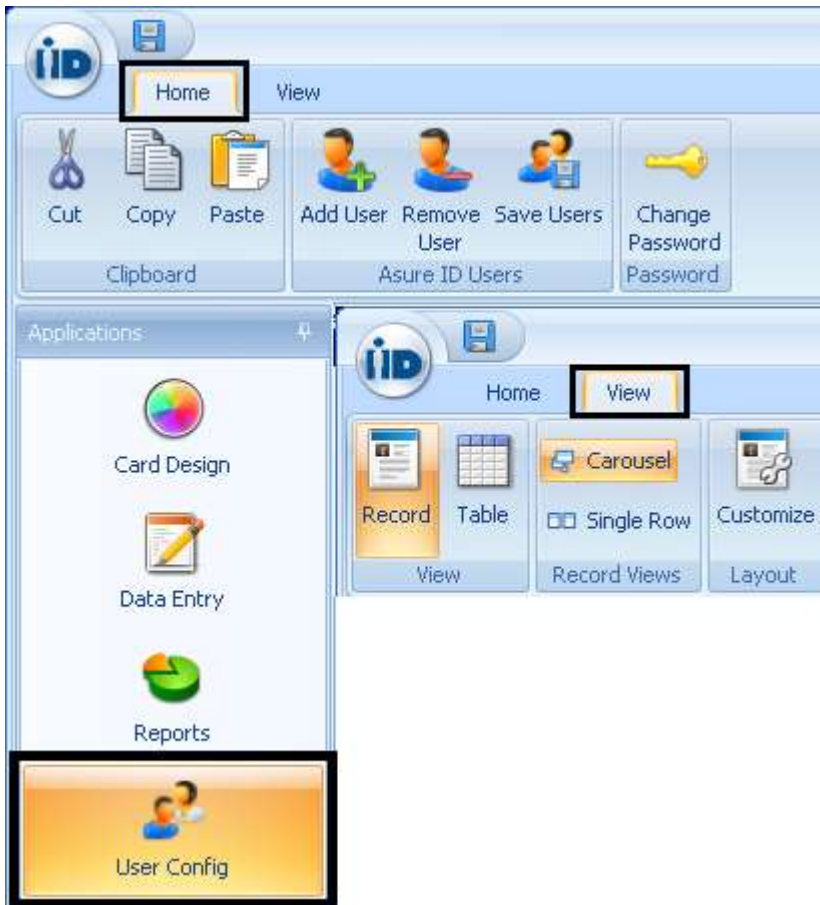 iID
Home View
Cut Copy Paste Add User Remove User Save Users Change Password
Clipboard Asure ID Users Password
Applications
Card Design
Data Entry
Reports
User Config
iID
Home View
Record Table Carousel Customize
Single Row
View Record Views Layout